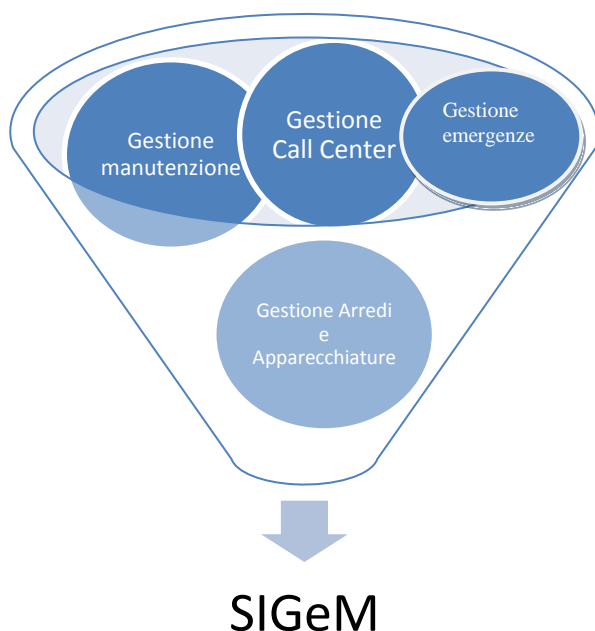 Gestione
manutenzione
Gestione
Call Center
Gestione
emergenze
Gestione Arredi
e
Apparecchiature
SIGeM